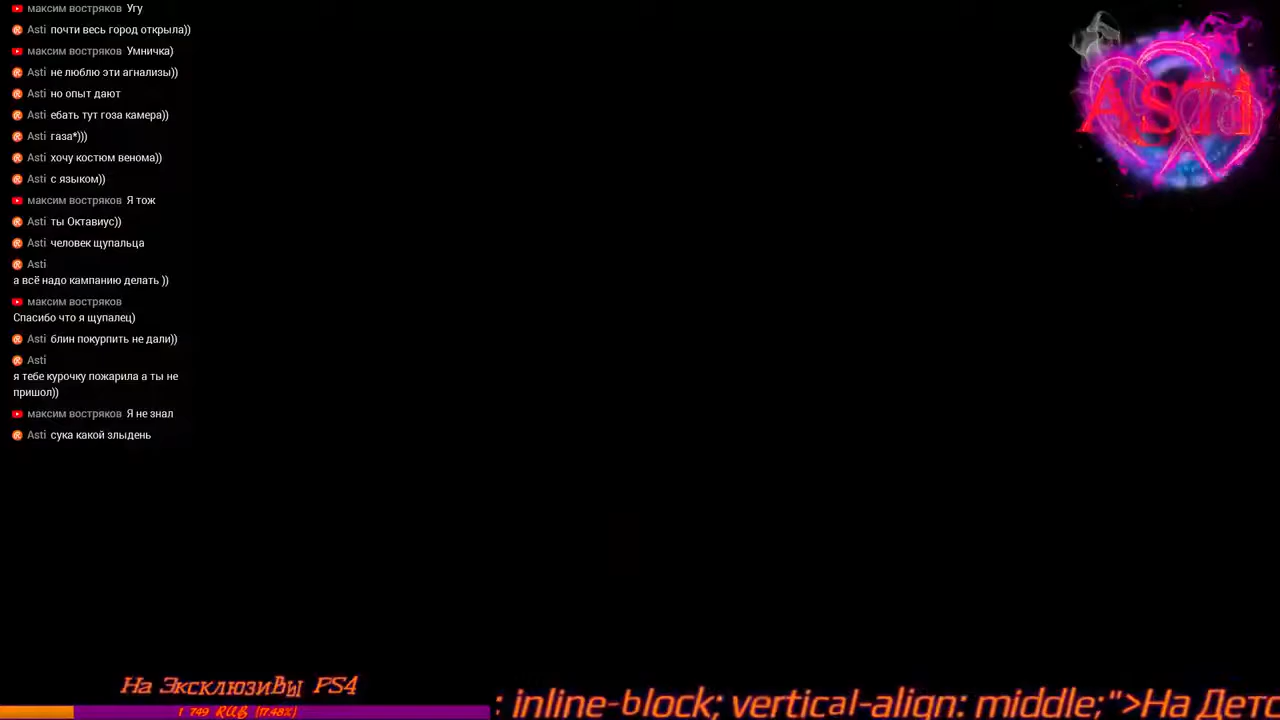 максим востряков Угу
Asti почти весь город открыла))
максим востряков Умничка)
Asti не люблю эти агнализы))
Asti но опыт дают
Asti ебать тут гоза камера))
Asti газа*)))
Asti хочу костюм венома))
Asti с языком))
максим востряков Я тож
Asti ты Октавиус))
Asti человек щупальца
Asti
а всё надо кампанию делать ))
максим востряков
Спасибо что я щупалец)
Asti блин покурпить не дали))
Asti
я тебе курочку пожарила а ты не
пришол))
максим востряков Я не знал
Asti сука какой злыдень
Asti
На Эксклюзивы PS4
1 749 RUB (17.48%)
: inline-block; vertical-align: middle;">На Детс